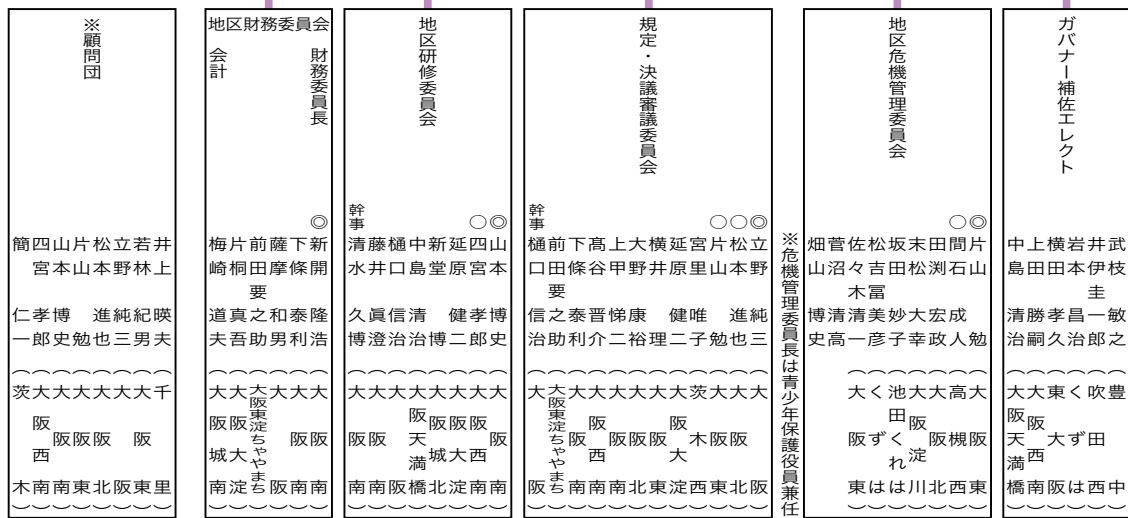 ガバナー補佐エレクト
武枝敏之（豊中）
井伊圭一郎（吹田西）
岩本昌治（くずは）
横田孝久（東大阪）
上田勝嗣（大阪西南）
中島清治（大阪天満橋）
地区危機管理委員会
◎片山勉（大阪東）
○間石成人（高槻西）
田渕宏政（大阪北）
末松大幸（大阪淀川）
坂田妙子（池田くれは）
松吉冨美彦（くずは）
佐々木清一（大阪東）
菅沼清高
畑山博史
※危機管理委員長は青少年保護役員兼任
規定・決議審議委員会
◎立野純三（大阪）
○松本進也（大阪北）
○片山勉（大阪東）
宮里唯子（茨木西）
延原健二（大阪大淀）
横井理（大阪東）
大野康裕（大阪北）
上甲悌二（大阪南）
髙谷晋介（大阪西南）
下條泰利（大阪南）
前田要之助（大阪東淀ちゃやまち）
幹事 樋口信治（大阪）
地区研修委員会
◎山本博史（大阪南）
○四宮孝郎（大阪西南）
延原健二（大阪大淀）
新堂博（大阪城北）
中島清治（大阪天満橋）
樋口信治（大阪）
藤井眞澄（大阪南）
幹事 清水久博（大阪南）
地区財務委員会
財務委員長 ◎新開隆浩（大阪南）
下條泰利（大阪南）
薩摩和男（大阪）
前田要之助（大阪東淀ちゃやまち）
片桐真吾（大阪大淀）
会計 梅崎道夫（大阪城南）
※顧問団
井上暎夫（千里）
若林紀男（大阪東）
立野純三（大阪）
松本進也（大阪北）
片山勉（大阪東）
山本博史（大阪南）
四宮孝郎（大阪西南）
簡仁一（茨木）